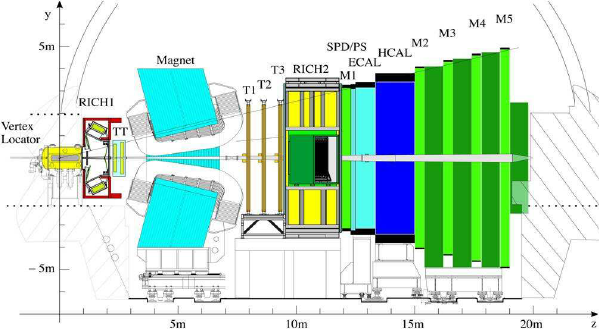 y
5m
Vertex
Locator
RICH1
TT
Magnet
T1
T2
T3
RICH2
M1
SPD/PS
ECAL
HCAL
M2
M3
M4
M5
− 5m
5m
10m
15m
20m
z